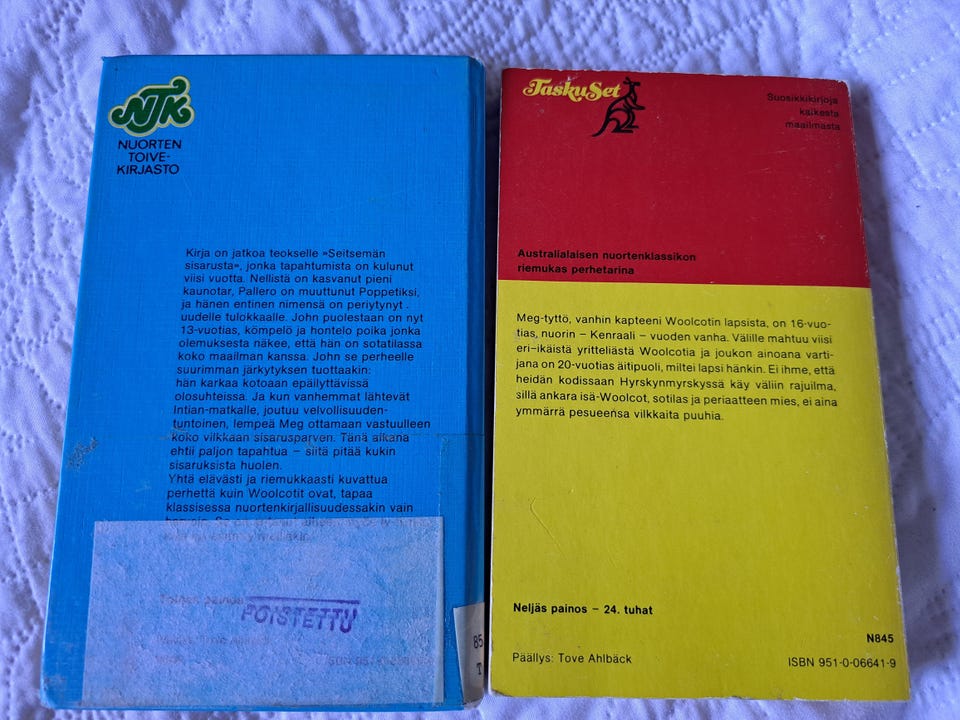 NTK
NUORTEN
TOIVE-
KIRJASTO
Kirja on jatkoa teokselle »Seitsemän
sisarusta», jonka tapahtumista on kulunut
viisi vuotta. Nellistä on kasvanut pieni
kaunotar, Pallero on muuttunut Poppetiksi,
ja hänen entinen nimensä on periytynyt
uudelle tulokkaalle. John puolestaan on nyt
13-vuotias, kömpelö ja hontelo poika jonka
olemuksesta näkee, että hän on sotatilassa
koko maailman kanssa. John se perheelle
suurimman järkytyksen tuottaakin:
hän karkaa kotoaan epäilyttävissä
olosuhteissa. Ja kun vanhemmat lähtevät
Intian-matkalle, joutuu velvollisuuden-
tuntoinen, lempeä Meg ottamaan vastuulleen
koko vilkkaan sisarusparven. Tänä aikana
ehtii paljon tapahtua – siitä pitää kukin
sisaruksista huolen.
Yhtä elävästi ja riemukkaasti kuvattua
perhettä kuin Woolcotit ovat, tapaa
klassisessa nuortenkirjallisuudessakin vain
painos
POISTETTU
85
T
TaskuSet
Suosikkikirjoja
kaikesta
maailmasta
Australialaisen nuortenklassikon
riemukas perhetarina
Meg-tyttö, vanhin kapteeni Woolcotin lapsista, on 16-vuo-
tias, nuorin – Kenraali – vuoden vanha. Välille mahtuu viisi
eri-ikäistä yritteliästä Woolcotia ja joukon ainoana varti-
jana on 20-vuotias äitipuoli, miltei lapsi hänkin. Ei ihme, että
heidän kodissaan Hyrskynmyrskyssä käy väliin rajuilma,
sillä ankara isä-Woolcot, sotilas ja periaatteen mies, ei aina
ymmärrä pesueensa vilkkaita puuhia.
Neljäs painos – 24. tuhat
N845
Päällys: Tove Ahlbäck
ISBN 951-0-06641-9